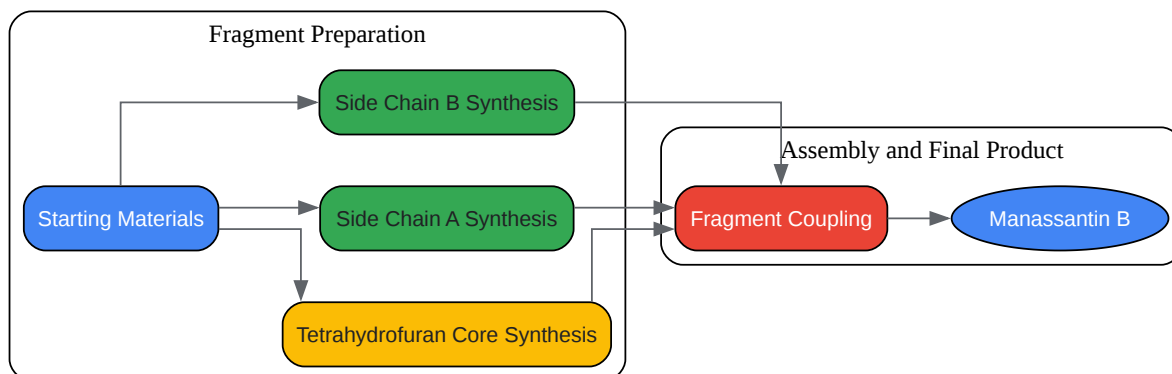 Fragment Preparation
Side Chain B Synthesis
Assembly and Final Product
Starting Materials
Side Chain A Synthesis
Fragment Coupling
Manassantin B
Tetrahydrofuran Core Synthesis